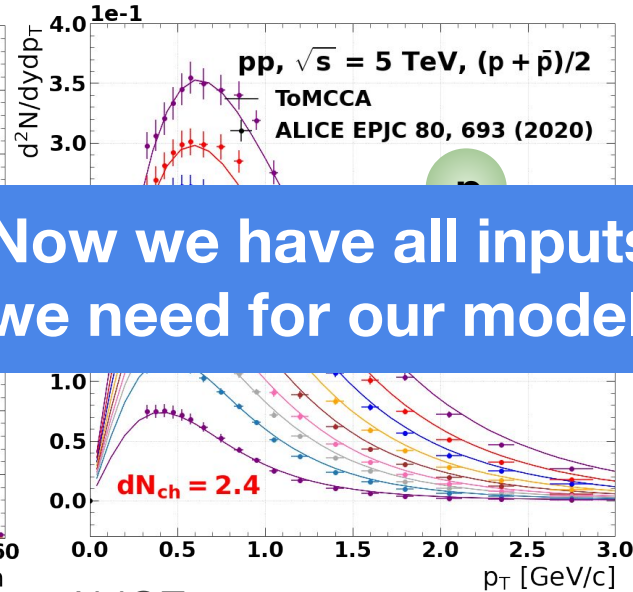 1e-1
4.0
d²N/dydp_T
pp, √s = 5 TeV, (p + p̄)/2
3.5
ToMCCA
ALICE EPJC 80, 693 (2020)
3.0
Now we have all inputs
we need for our model
1.0
0.5
dN_ch = 2.4
0.0
0.0 0.5 1.0 1.5 2.0 2.5 3.0
p_T [GeV/c]